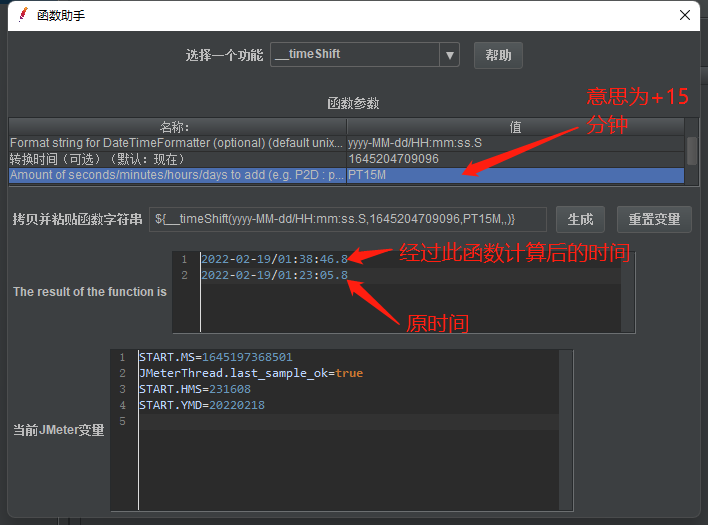 函数助手
选择一个功能 __timeShift 帮助
函数参数
意思为+15
分钟
名称: 值
Format string for DateTimeFormatter (optional) (default unix... yyyy-MM-dd/HH:mm:ss.S
转换时间（可选）（默认：现在） 1645204709096
Amount of seconds/minutes/hours/days to add (e.g. P2D : p... PT15M
拷贝并粘贴函数字符串 ${__timeShift(yyyy-MM-dd/HH:mm:ss.S,1645204709096,PT15M,,)} 生成 重置变量
1 2022-02-19/01:38:46.8
经过此函数计算后的时间
2 2022-02-19/01:23:05.8
The result of the function is
原时间
1 START.MS=1645197368501
2 JMeterThread.last_sample_ok=true
3 START.HMS=231608
4 START.YMD=20220218
5
当前JMeter变量